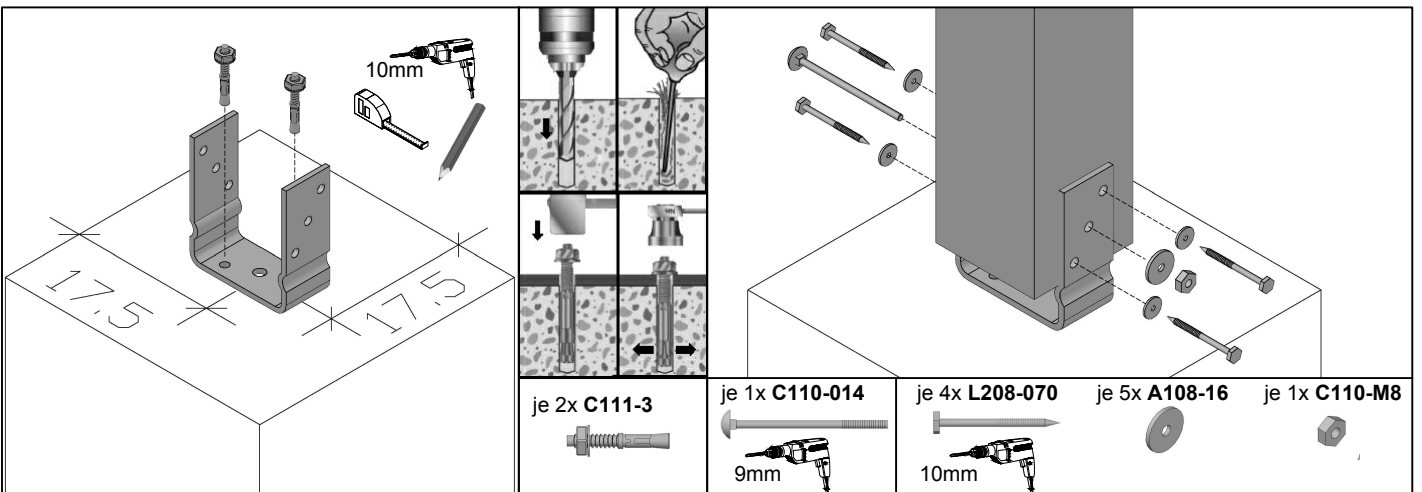 10mm
17.5
17.5
je 2x C111-3
je 1x C110-014
9mm
je 4x L208-070
10mm
je 5x A108-16
je 1x C110-M8